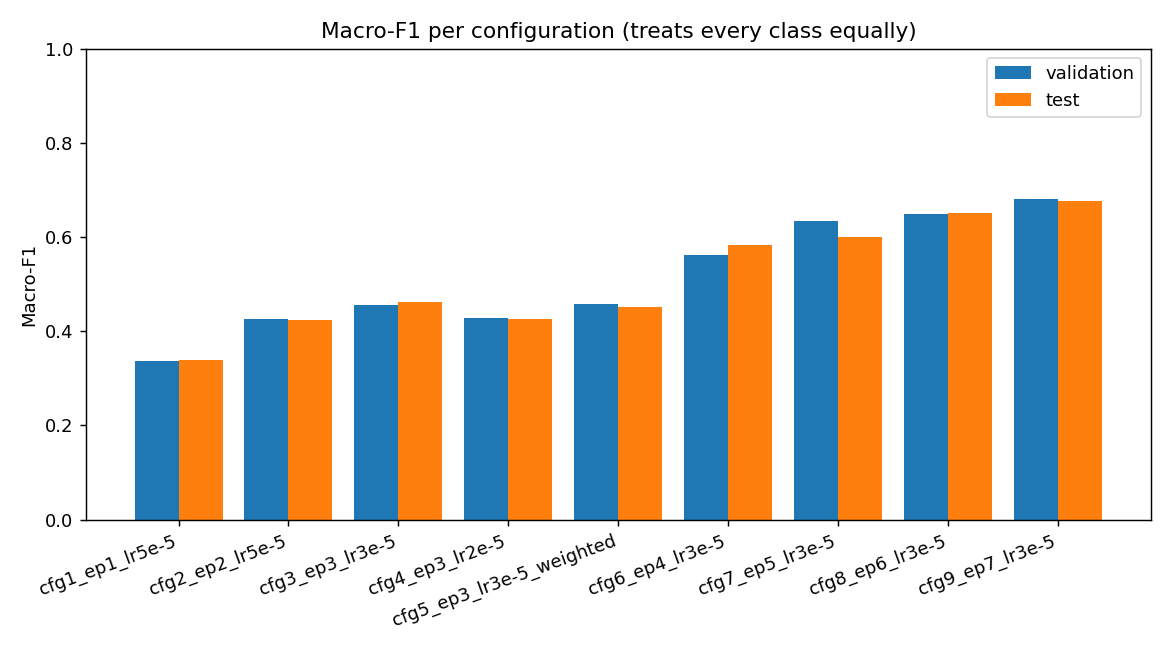 Macro-F1 per configuration (treats every class equally)
validation
test
Macro-F1
1.0
0.8
0.6
0.4
0.2
0.0
cfg1_ep1_lr5e-5
cfg2_ep2_lr5e-5
cfg3_ep3_lr3e-5
cfg4_ep3_lr2e-5
cfg5_ep3_lr3e-5_weighted
cfg6_ep4_lr3e-5
cfg7_ep5_lr3e-5
cfg8_ep6_lr3e-5
cfg9_ep7_lr3e-5